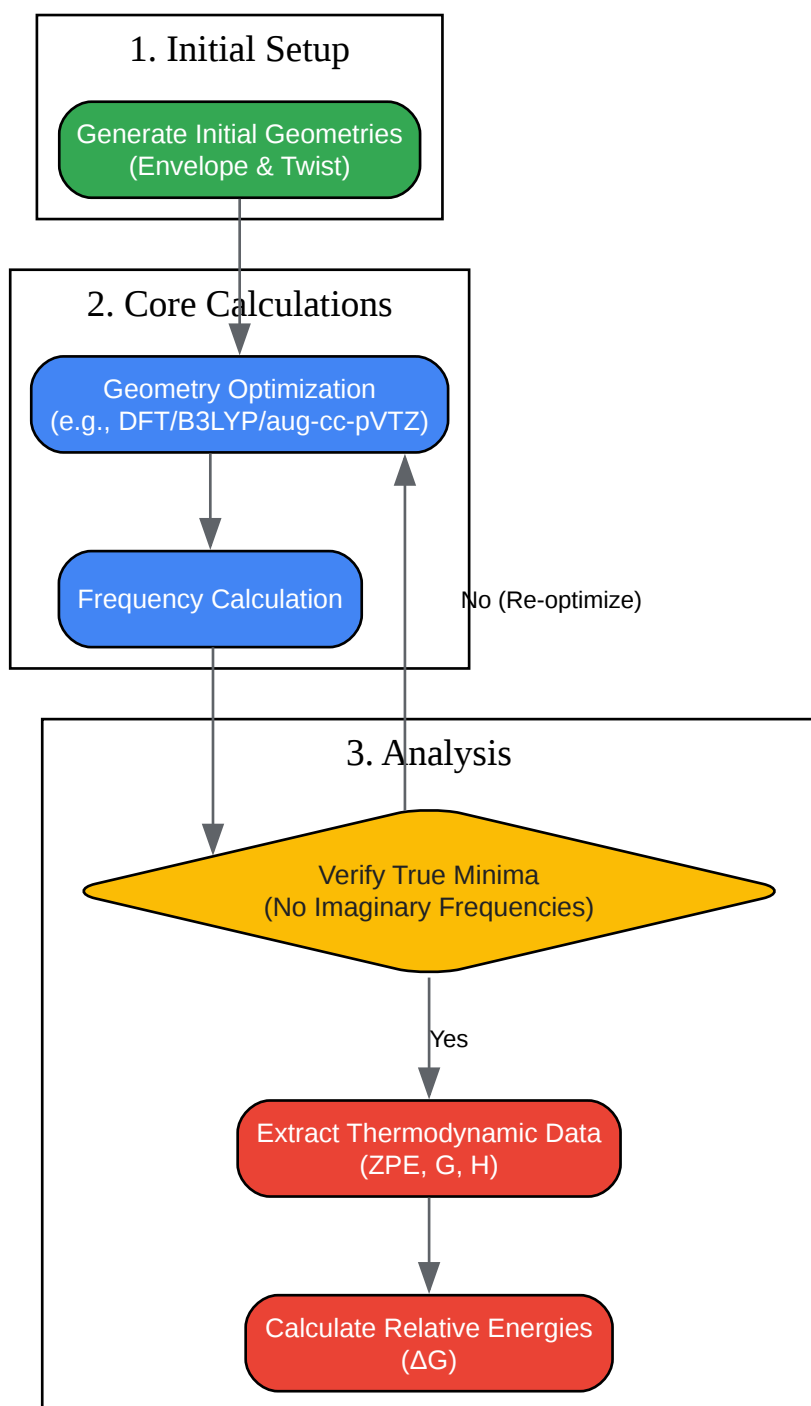 1. Initial Setup
Generate Initial Geometries
(Envelope & Twist)
2. Core Calculations
Geometry Optimization
(e.g., DFT/B3LYP/aug-cc-pVTZ)
Frequency Calculation
No (Re-optimize)
3. Analysis
Verify True Minima
(No Imaginary Frequencies)
Yes
Extract Thermodynamic Data
(ZPE, G, H)
Calculate Relative Energies
(ΔG)